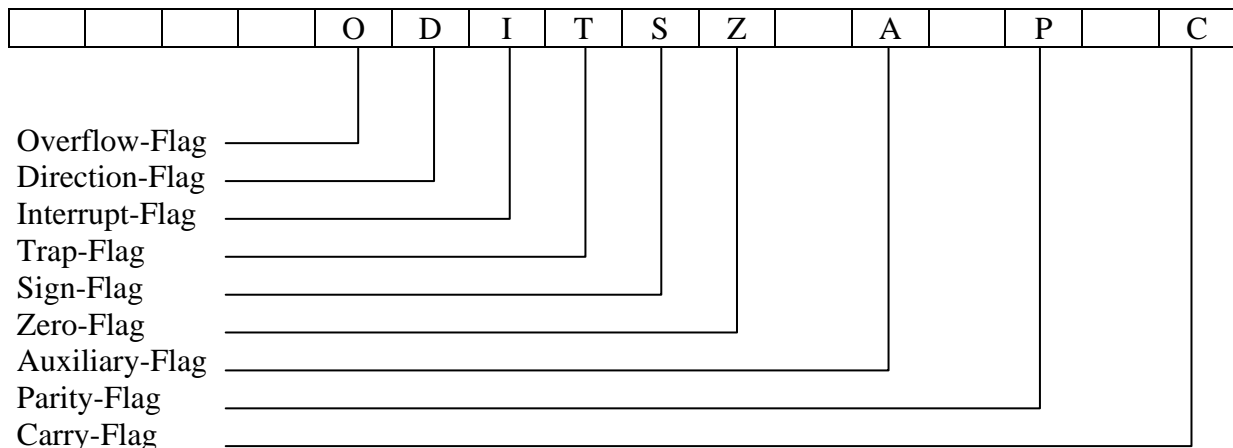 O D I T S Z A P C
Overflow-Flag
Direction-Flag
Interrupt-Flag
Trap-Flag
Sign-Flag
Zero-Flag
Auxiliary-Flag
Parity-Flag
Carry-Flag